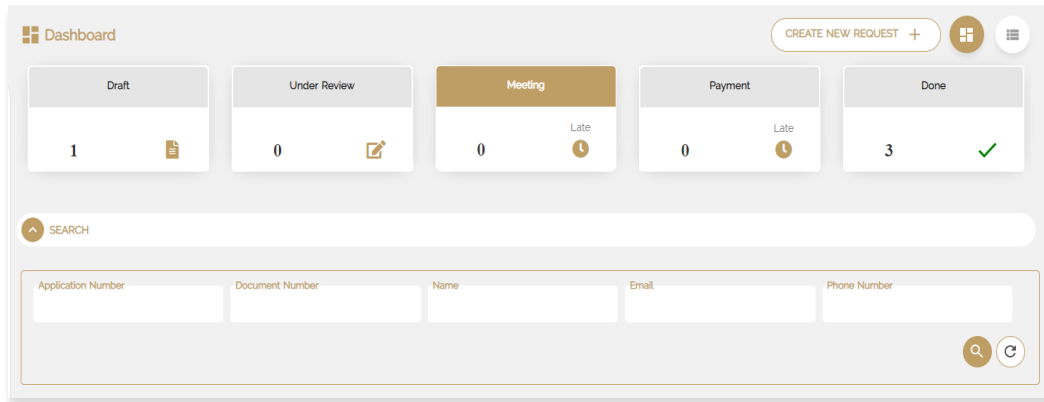 Dashboard
CREATE NEW REQUEST +
Draft
Under Review
Meeting
Payment
Done
1
0
0
Late
0
Late
3
SEARCH
Application Number
Document Number
Name
Email
Phone Number